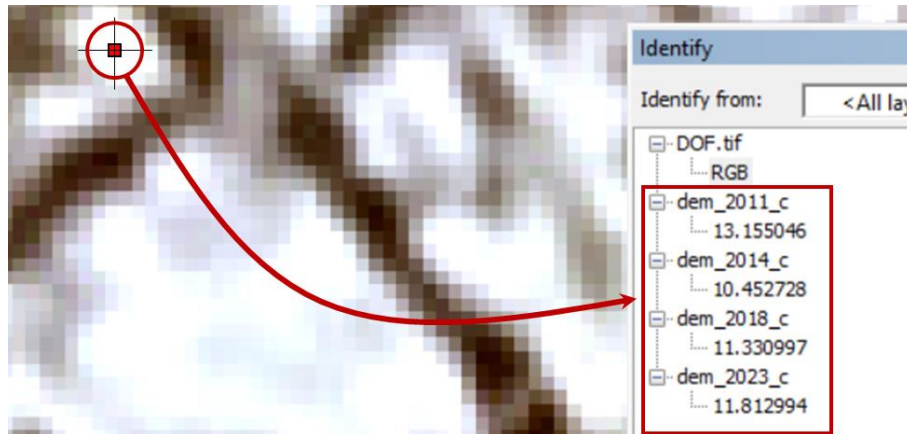 Identify
Identify from:
<All lay
DOF.tif
RGB
dem_2011_c
13.155046
dem_2014_c
10.452728
dem_2018_c
11.330997
dem_2023_c
11.812994